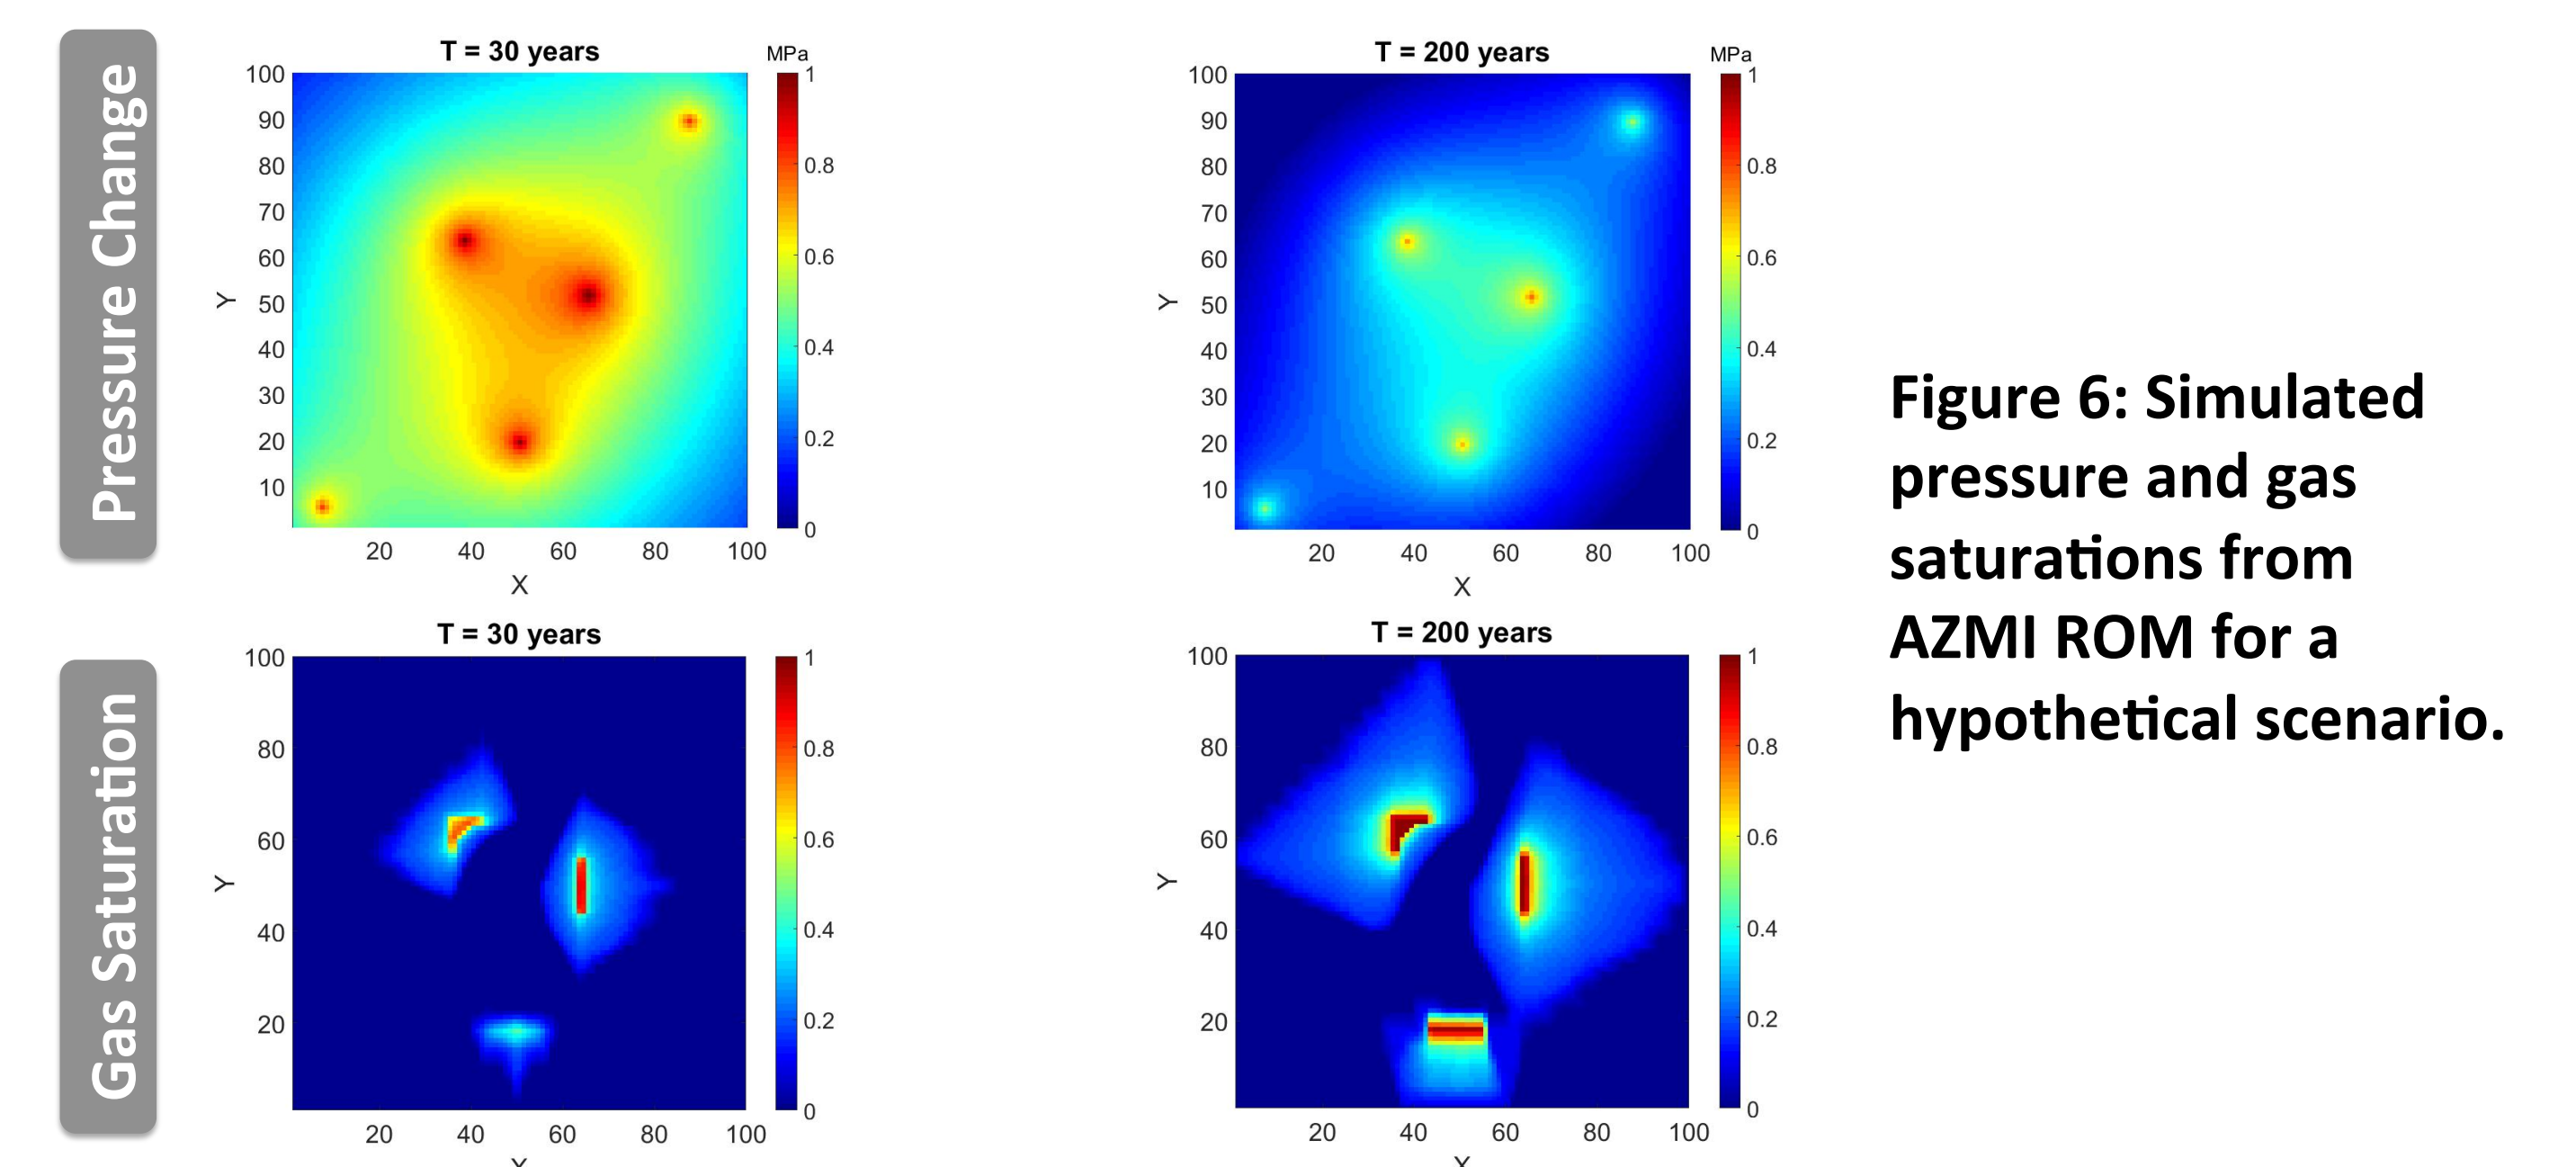 Pressure Change
T = 30 years
MPa
100
90
80
70
60
50
40
30
20
10
Y
20 40 60 80 100
X
1
0.8
0.6
0.4
0.2
0
T = 200 years
MPa
100
90
80
70
60
50
40
30
20
10
Y
20 40 60 80 100
X
1
0.8
0.6
0.4
0.2
0
Gas Saturation
T = 30 years
100
80
60
40
20
Y
20 40 60 80 100
X
1
0.8
0.6
0.4
0.2
0
T = 200 years
100
80
60
40
20
Y
20 40 60 80 100
X
1
0.8
0.6
0.4
0.2
0
Figure 6: Simulated
pressure and gas
saturations from
AZMI ROM for a
hypothetical scenario.